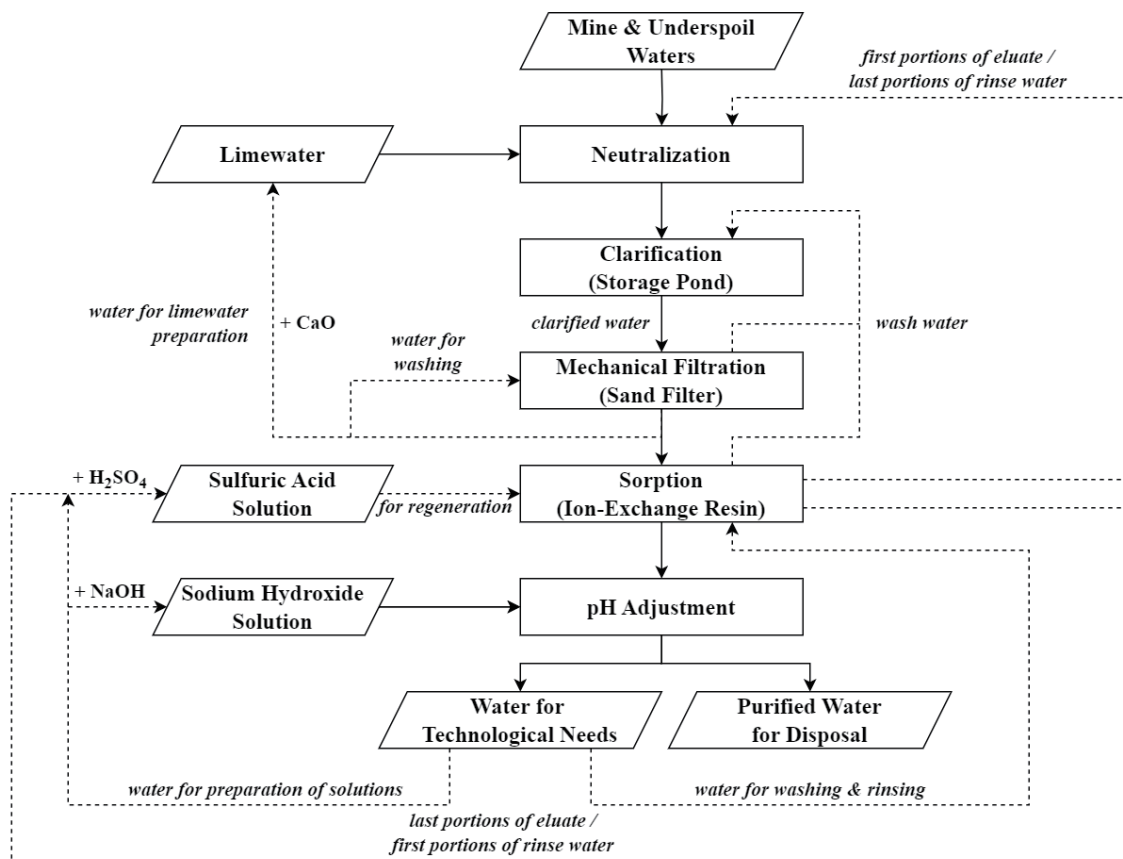 Mine & Underspoil
Waters
first portions of eluate /
last portions of rinse water
Limewater
Neutralization
Clarification
(Storage Pond)
water for limewater
preparation
+ CaO
clarified water
wash water
water for
washing
Mechanical Filtration
(Sand Filter)
+ H₂SO₄
Sulfuric Acid
Solution
for regeneration
Sorption
(Ion-Exchange Resin)
+ NaOH
Sodium Hydroxide
Solution
pH Adjustment
Water for
Technological Needs
Purified Water
for Disposal
water for preparation of solutions
water for washing & rinsing
last portions of eluate /
first portions of rinse water